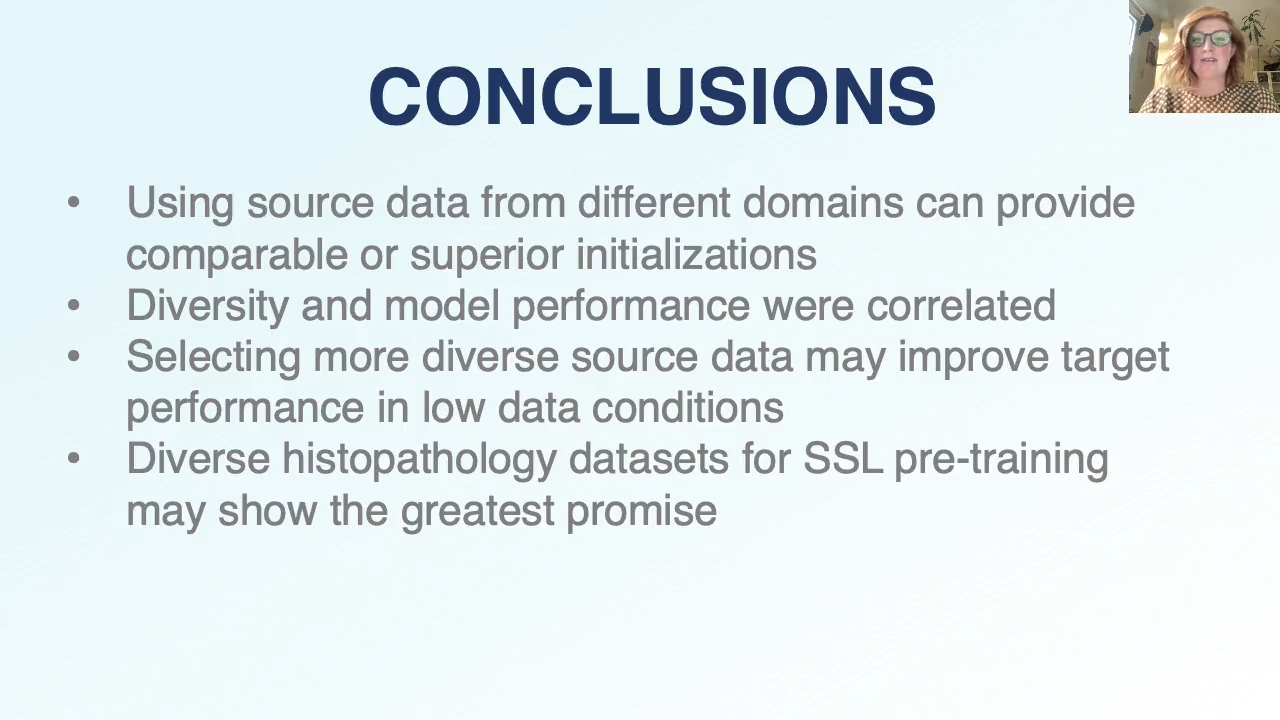 CONCLUSIONS
• Using source data from different domains can provide
comparable or superior initializations
• Diversity and model performance were correlated
• Selecting more diverse source data may improve target
performance in low data conditions
• Diverse histopathology datasets for SSL pre-training
may show the greatest promise